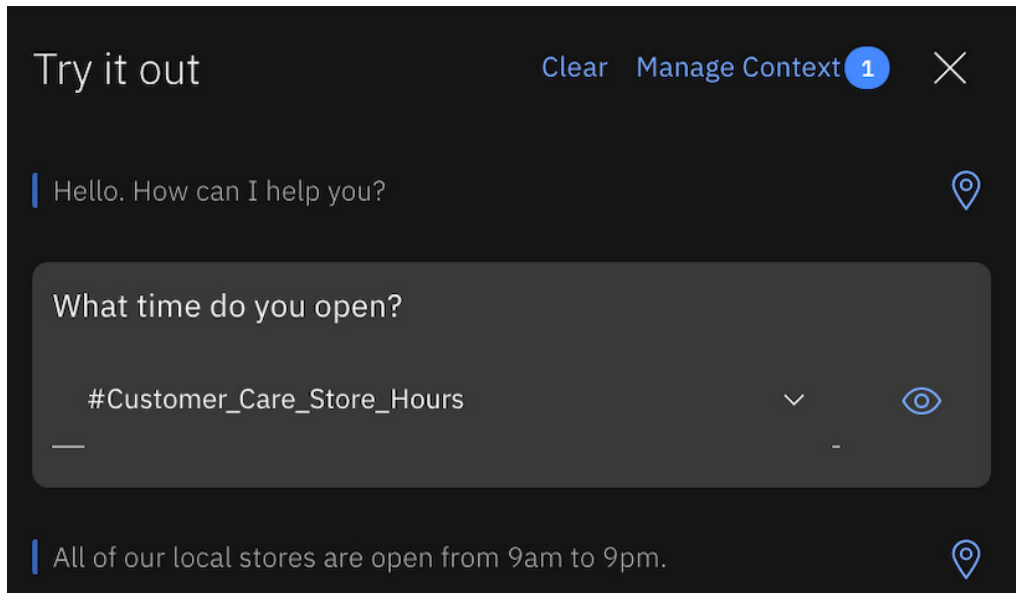 Try it out Clear Manage Context 1
Hello. How can I help you?
What time do you open?
#Customer_Care_Store_Hours
All of our local stores are open from 9am to 9pm.